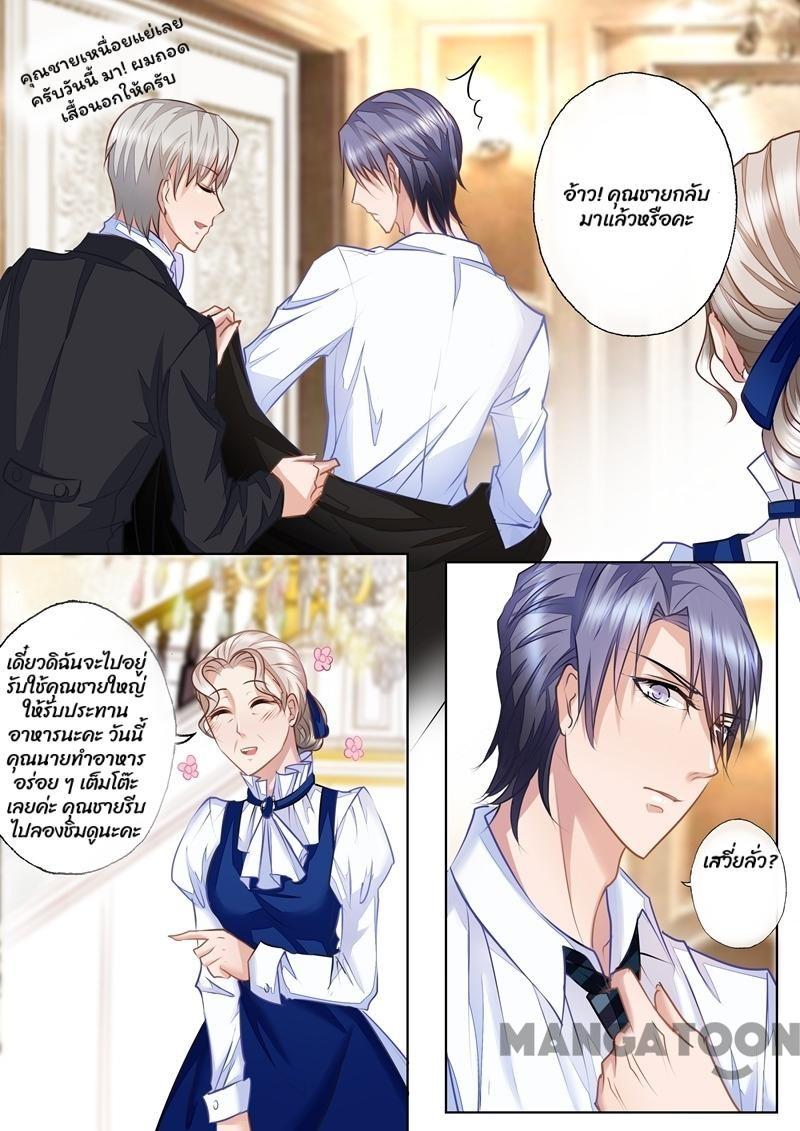 คุณชายเหนื่อยแย่เลย
ครับวันนี้ มา! ผมถอด
เสื้อนอกให้ครับ
อ้าว! คุณชายกลับ
มาแล้วหรือคะ
เดี๋ยวดิฉันจะไปอยู่
รับใช้คุณชายใหญ่
ให้รับประทาน
อาหารนะคะ วันนี้
คุณนายทำอาหาร
อร่อย ๆ เต็มโต๊ะ
เลยค่ะ คุณชายรีบ
ไปลองชิมดูนะคะ
เสวี่ยลั่ว?
MANGATOON